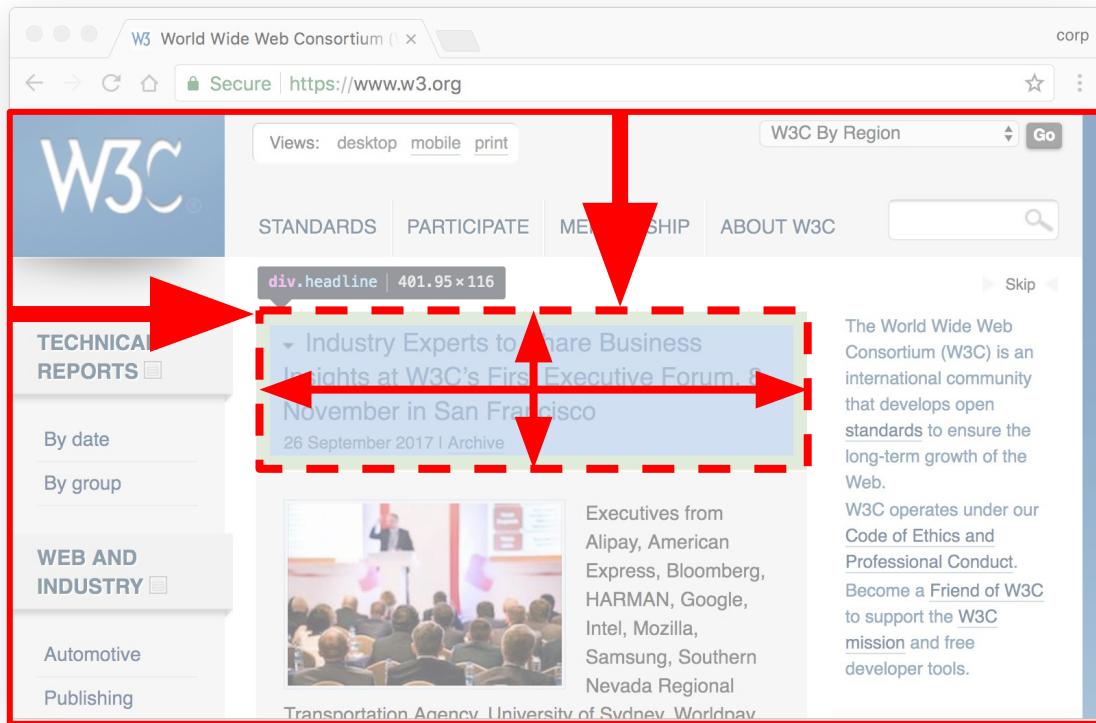 W3 World Wide Web Consortium (
corp
Secure https://www.w3.org
W3C®
Views: desktop mobile print
W3C By Region
Go
STANDARDS PARTICIPATE ABOUT W3C
div.headline 401.95×116
Skip
TECHNICAL
REPORTS
By date
By group
WEB AND
INDUSTRY
Automotive
Publishing
Industry Experts to Share Business
Insights at W3C's First Executive Forum, 8
November in San Francisco
26 September 2017 | Archive
Executives from
Alipay, American
Express, Bloomberg,
HARMAN, Google,
Intel, Mozilla,
Samsung, Southern
Nevada Regional
Transportation Agency, University of Sydney, Worldpay
The World Wide Web
Consortium (W3C) is an
international community
that develops open
standards to ensure the
long-term growth of the
Web.
W3C operates under our
Code of Ethics and
Professional Conduct.
Become a Friend of W3C
to support the W3C
mission and free
developer tools.